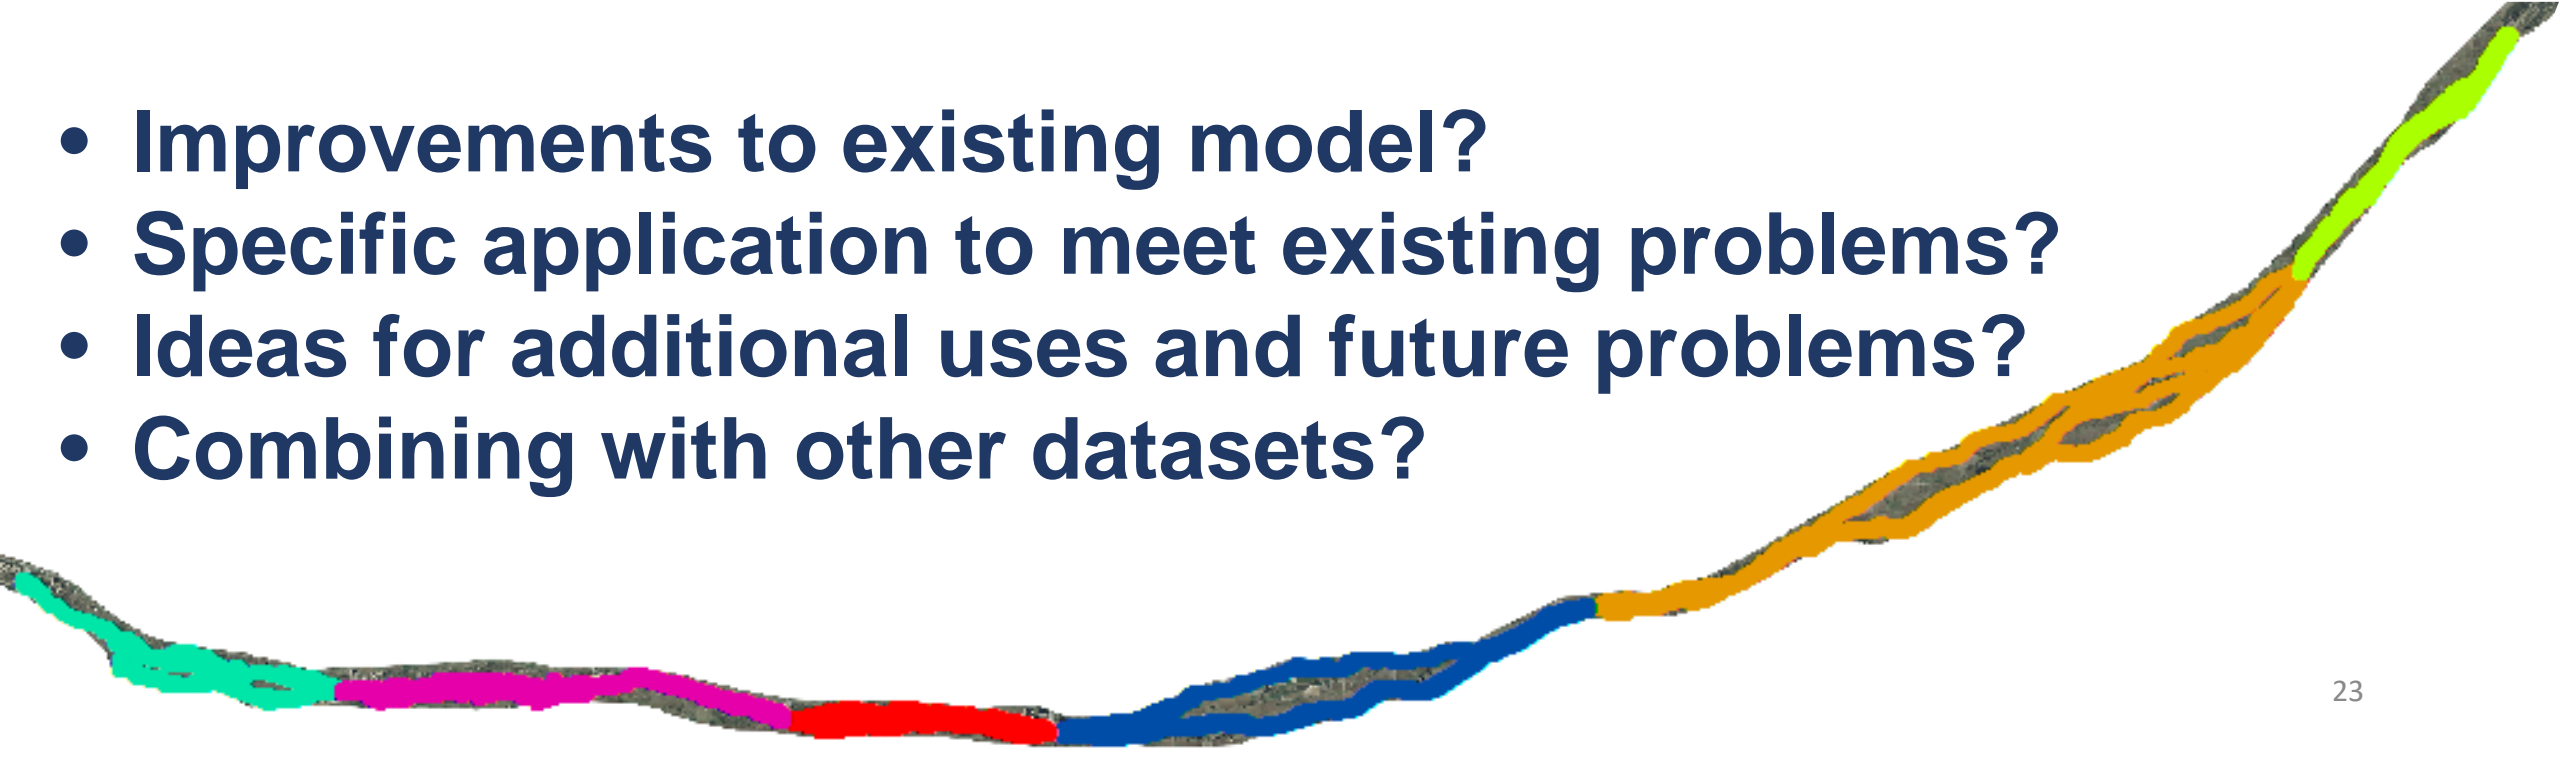 • Improvements to existing model?
• Specific application to meet existing problems?
• Ideas for additional uses and future problems?
• Combining with other datasets?
23